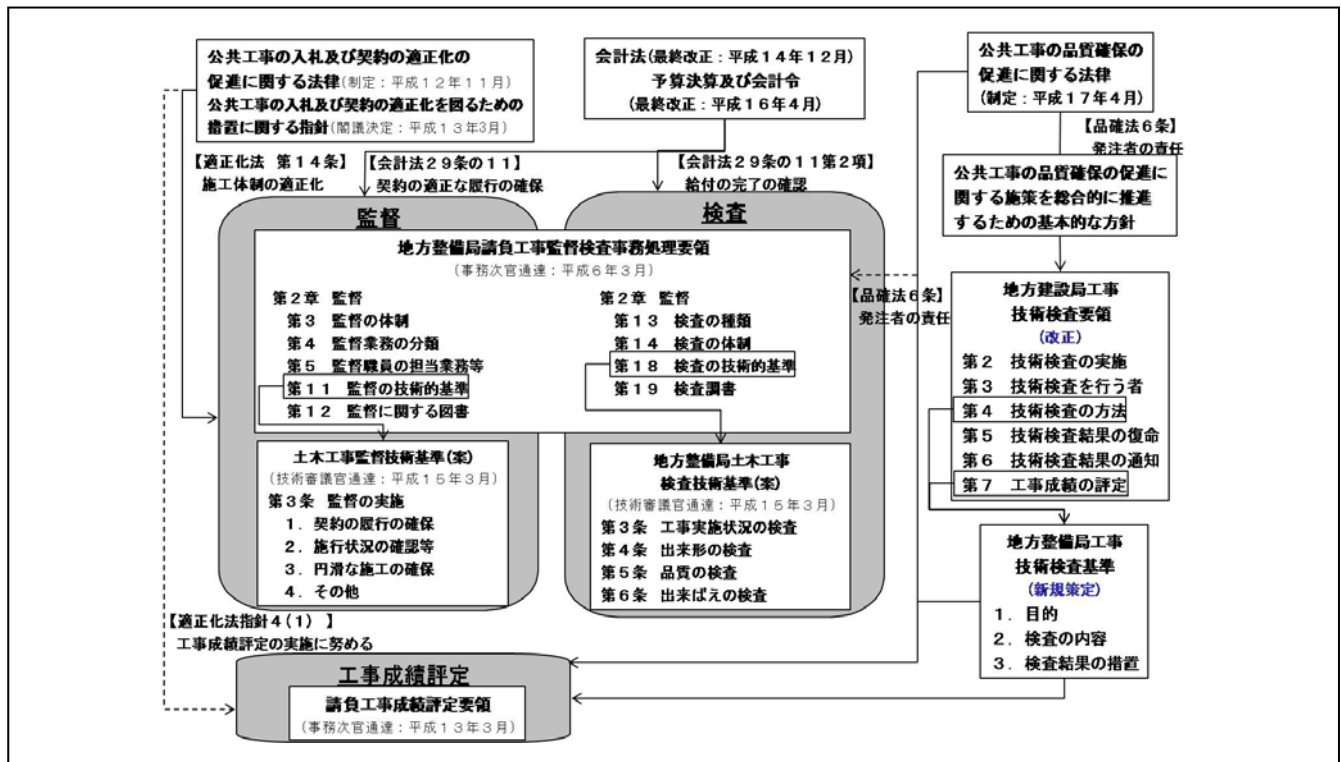 公共工事の入札及び契約の適正化の
促進に関する法律(制定:平成12年11月)
公共工事の入札及び契約の適正化を図るための
措置に関する指針(閣議決定:平成13年3月)
会計法(最終改正:平成14年12月)
予算決算及び会計令
(最終改正:平成16年4月)
公共工事の品質確保の
促進に関する法律
(制定:平成17年4月)
【品確法6条】
発注者の責任
【適正化法 第14条】
施工体制の適正化
【会計法29条の11】
契約の適正な履行の確保
【会計法29条の11第2項】
給付の完了の確認
公共工事の品質確保の促進に
関する施策を総合的に推進
するための基本的な方針
監督
検査
地方整備局請負工事監督検査事務処理要領
(事務次官通達:平成6年3月)
第2章 監督
第3 監督の体制
第4 監督業務の分類
第5 監督職員の担当業務等
第11 監督の技術的基準
第12 監督に関する図書
第2章 監督
第13 検査の種類
第14 検査の体制
第18 検査の技術的基準
第19 検査調書
【品確法6条】
発注者の責任
地方建設局工事
技術検査要領
(改正)
第2 技術検査の実施
第3 技術検査を行う者
第4 技術検査の方法
第5 技術検査結果の復命
第6 技術検査結果の通知
第7 工事成績の評定
土木工事監督技術基準(案)
(技術審議官通達:平成15年3月)
第3条 監督の実施
1.契約の履行の確保
2.施行状況の確認等
3.円滑な施工の確保
4.その他
地方整備局土木工事
検査技術基準(案)
(技術審議官通達:平成15年3月)
第3条 工事実施状況の検査
第4条 出来形の検査
第5条 品質の検査
第6条 出来ばえの検査
地方整備局工事
技術検査基準
(新規策定)
1.目的
2.検査の内容
3.検査結果の措置
【適正化法指針4(1) 】
工事成績評定の実施に努める
工事成績評定
請負工事成績評定要領
(事務次官通達:平成13年3月)